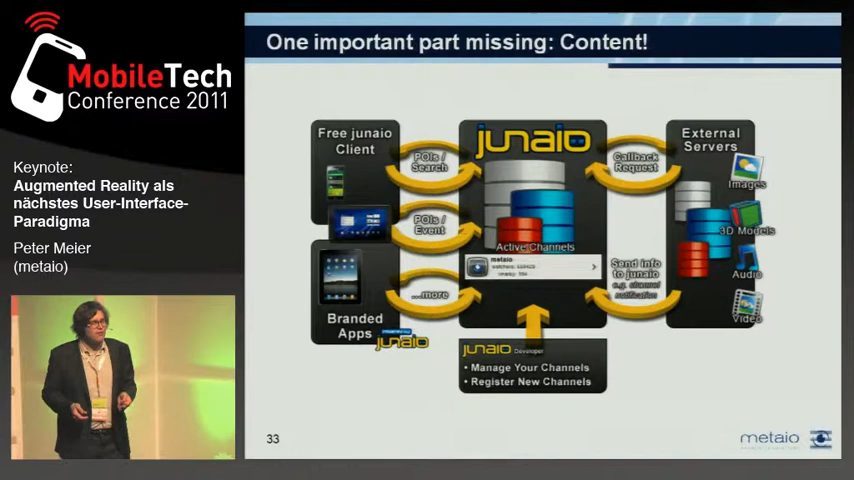 MobileTech
Conference 2011
Keynote:
Augmented Reality als
nächstes User-Interface-
Paradigma
Peter Meier
(metaio)
One important part missing: Content!
Free junaio
Client
POIs /
Search
POIs /
Event
...more
Branded
Apps
junaio
junaio
Active Channels
metaio
Callback
Request
Send info
to junaio
e.g. channel
notification
External
Servers
Images
3D Models
Audio
Video
junaio Developer
• Manage Your Channels
• Register New Channels
33
metaio